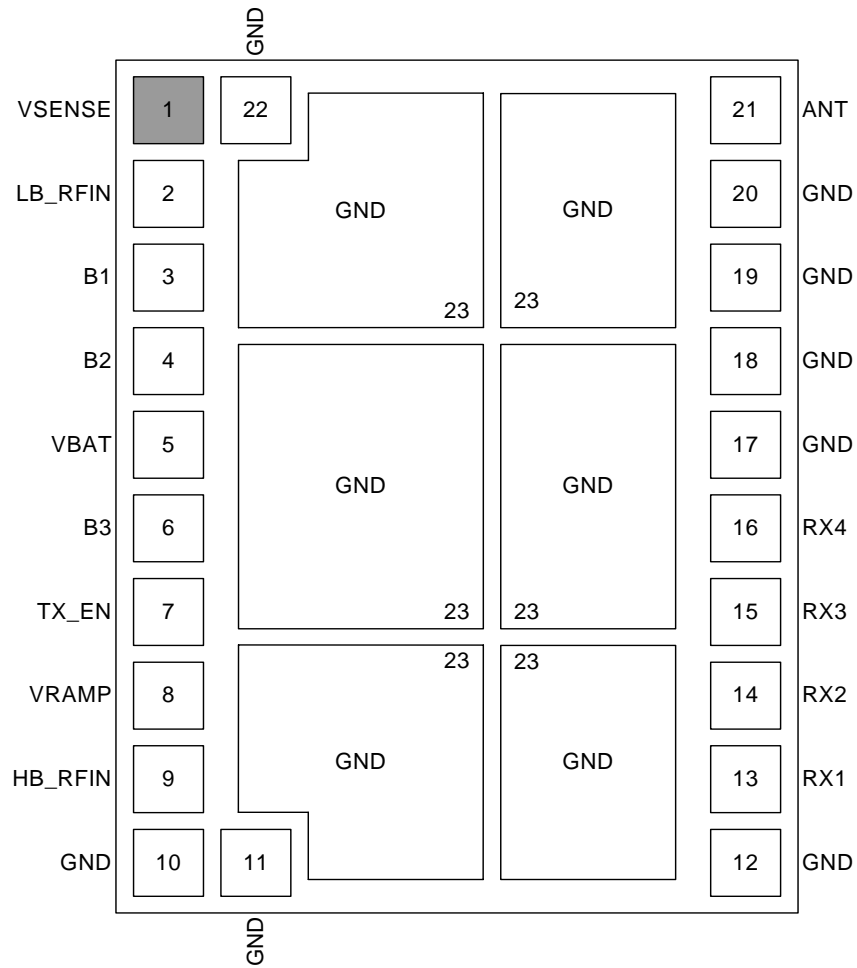 GND
VSENSE 1 22 21 ANT
LB_RFIN 2 GND GND 20 GND
B1 3 23 23 19 GND
B2 4 18 GND
VBAT 5 GND GND 17 GND
B3 6 16 RX4
TX_EN 7 23 23 15 RX3
VRAMP 8 23 23 14 RX2
HB_RFIN 9 GND GND 13 RX1
GND 10 11 12 GND
GND